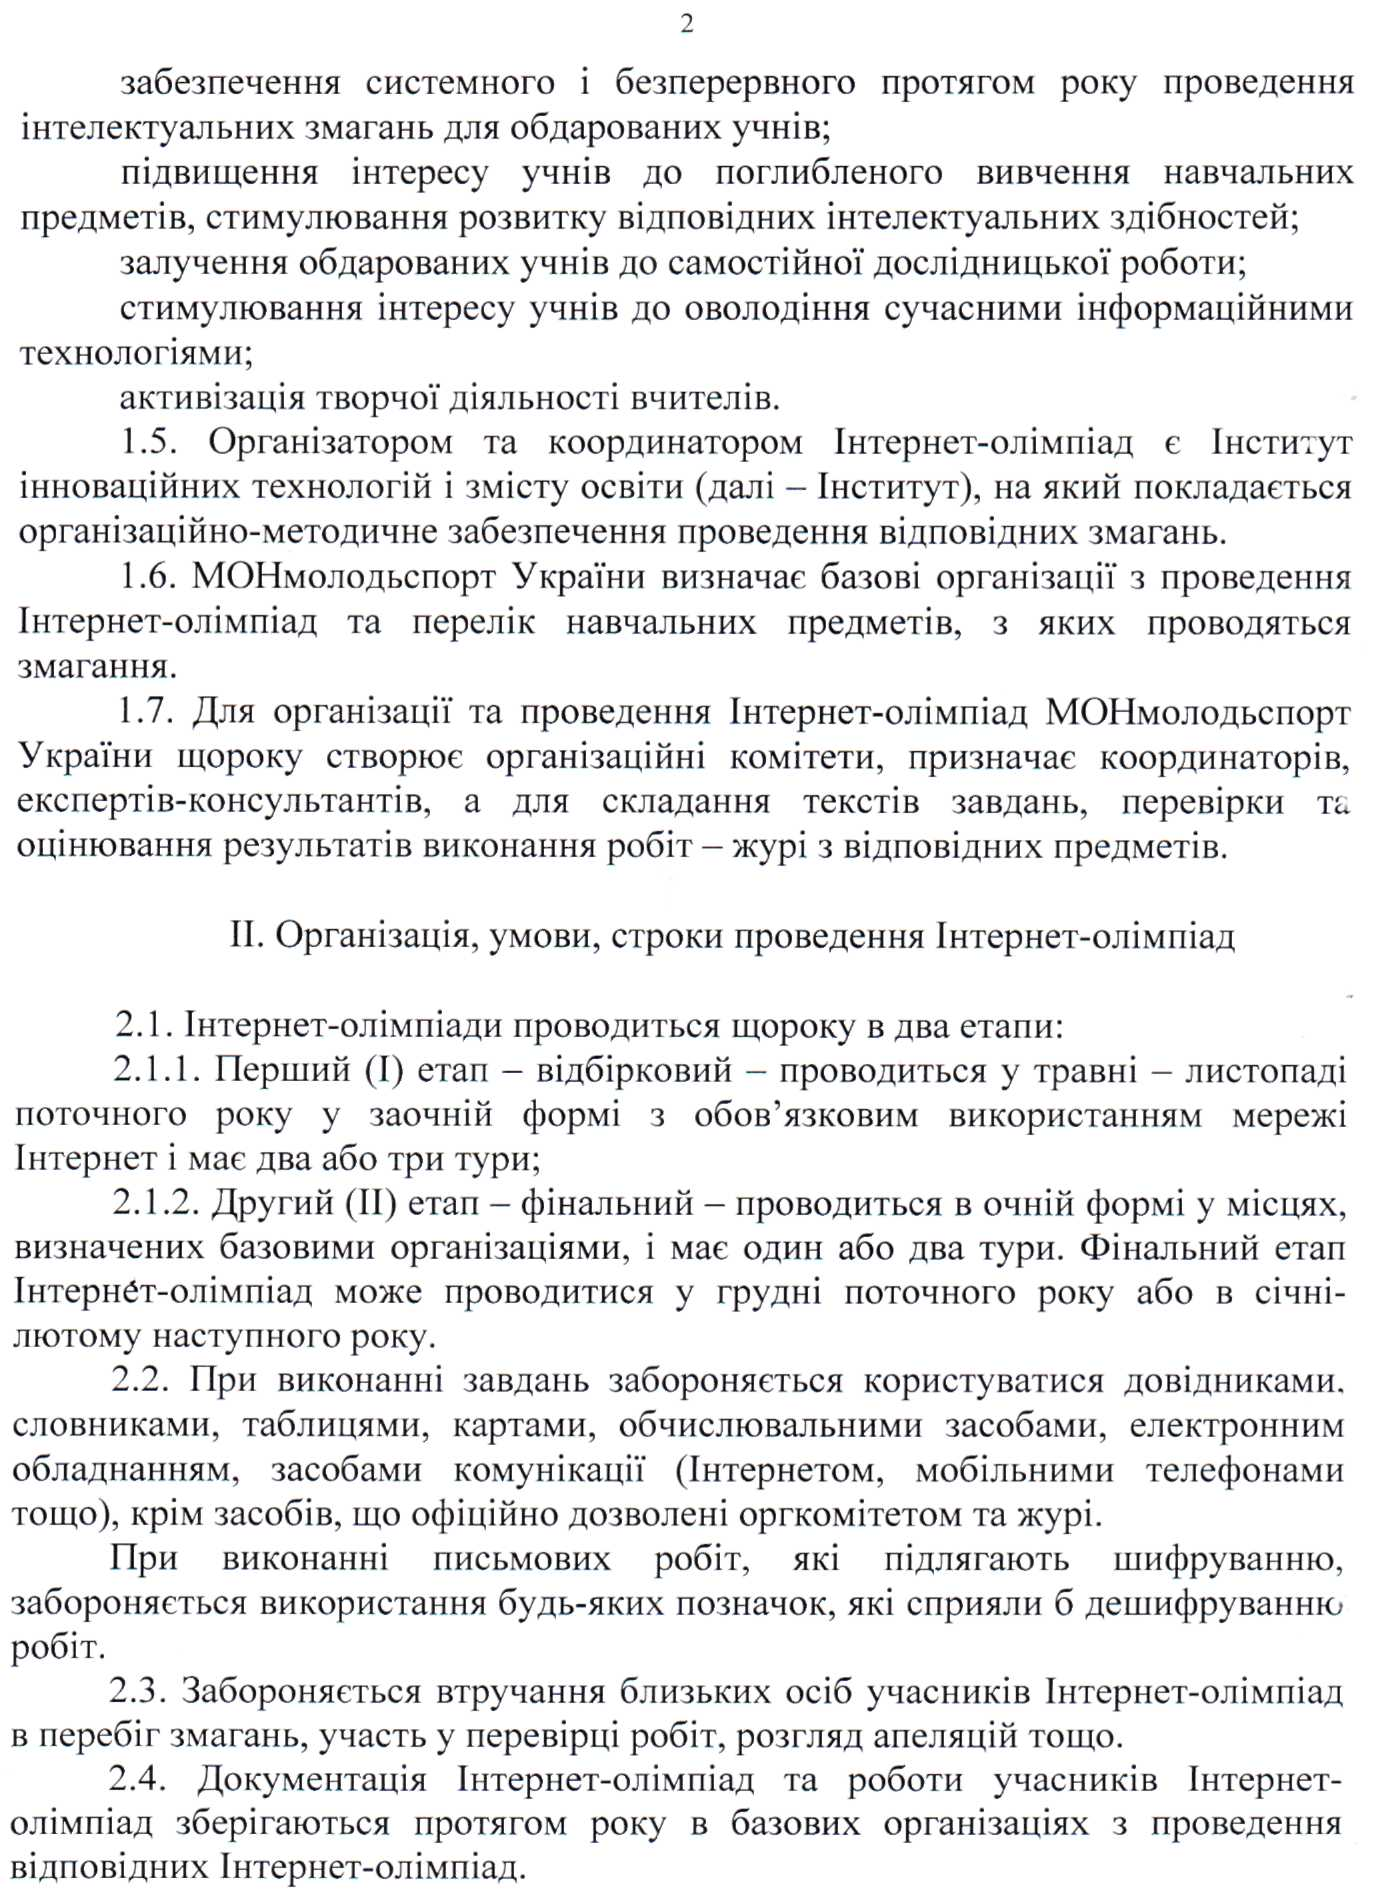 2
забезпечення системного і безперервного протягом року проведення
інтелектуальних змагань для обдарованих учнів;
підвищення інтересу учнів до поглибленого вивчення навчальних
предметів, стимулювання розвитку відповідних інтелектуальних здібностей;
залучення обдарованих учнів до самостійної дослідницької роботи;
стимулювання інтересу учнів до оволодіння сучасними інформаційними
технологіями;
активізація творчої діяльності вчителів.
1.5. Організатором та координатором Інтернет-олімпіад є Інститут
інноваційних технологій і змісту освіти (далі – Інститут), на який покладається
організаційно-методичне забезпечення проведення відповідних змагань.
1.6. МОНмолодьспорт України визначає базові організації з проведення
Інтернет-олімпіад та перелік навчальних предметів, з яких проводяться
змагання.
1.7. Для організації та проведення Інтернет-олімпіад МОНмолодьспорт
України щороку створює організаційні комітети, призначає координаторів,
експертів-консультантів, а для складання текстів завдань, перевірки та
оцінювання результатів виконання робіт – журі з відповідних предметів.
ІІ. Організація, умови, строки проведення Інтернет-олімпіад
2.1. Інтернет-олімпіади проводиться щороку в два етапи:
2.1.1. Перший (І) етап – відбірковий – проводиться у травні – листопаді
поточного року у заочній формі з обов’язковим використанням мережі
Інтернет і має два або три тури;
2.1.2. Другий (ІІ) етап – фінальний – проводиться в очній формі у місцях,
визначених базовими організаціями, і має один або два тури. Фінальний етап
Інтернет-олімпіад може проводитися у грудні поточного року або в січні-
лютому наступного року.
2.2. При виконанні завдань забороняється користуватися довідниками,
словниками, таблицями, картами, обчислювальними засобами, електронним
обладнанням, засобами комунікації (Інтернетом, мобільними телефонами
тощо), крім засобів, що офіційно дозволені оргкомітетом та журі.
При виконанні письмових робіт, які підлягають шифруванню,
забороняється використання будь-яких позначок, які сприяли б дешифруванню
робіт.
2.3. Забороняється втручання близьких осіб учасників Інтернет-олімпіад
в перебіг змагань, участь у перевірці робіт, розгляд апеляцій тощо.
2.4. Документація Інтернет-олімпіад та роботи учасників Інтернет-
олімпіад зберігаються протягом року в базових організаціях з проведення
відповідних Інтернет-олімпіад.